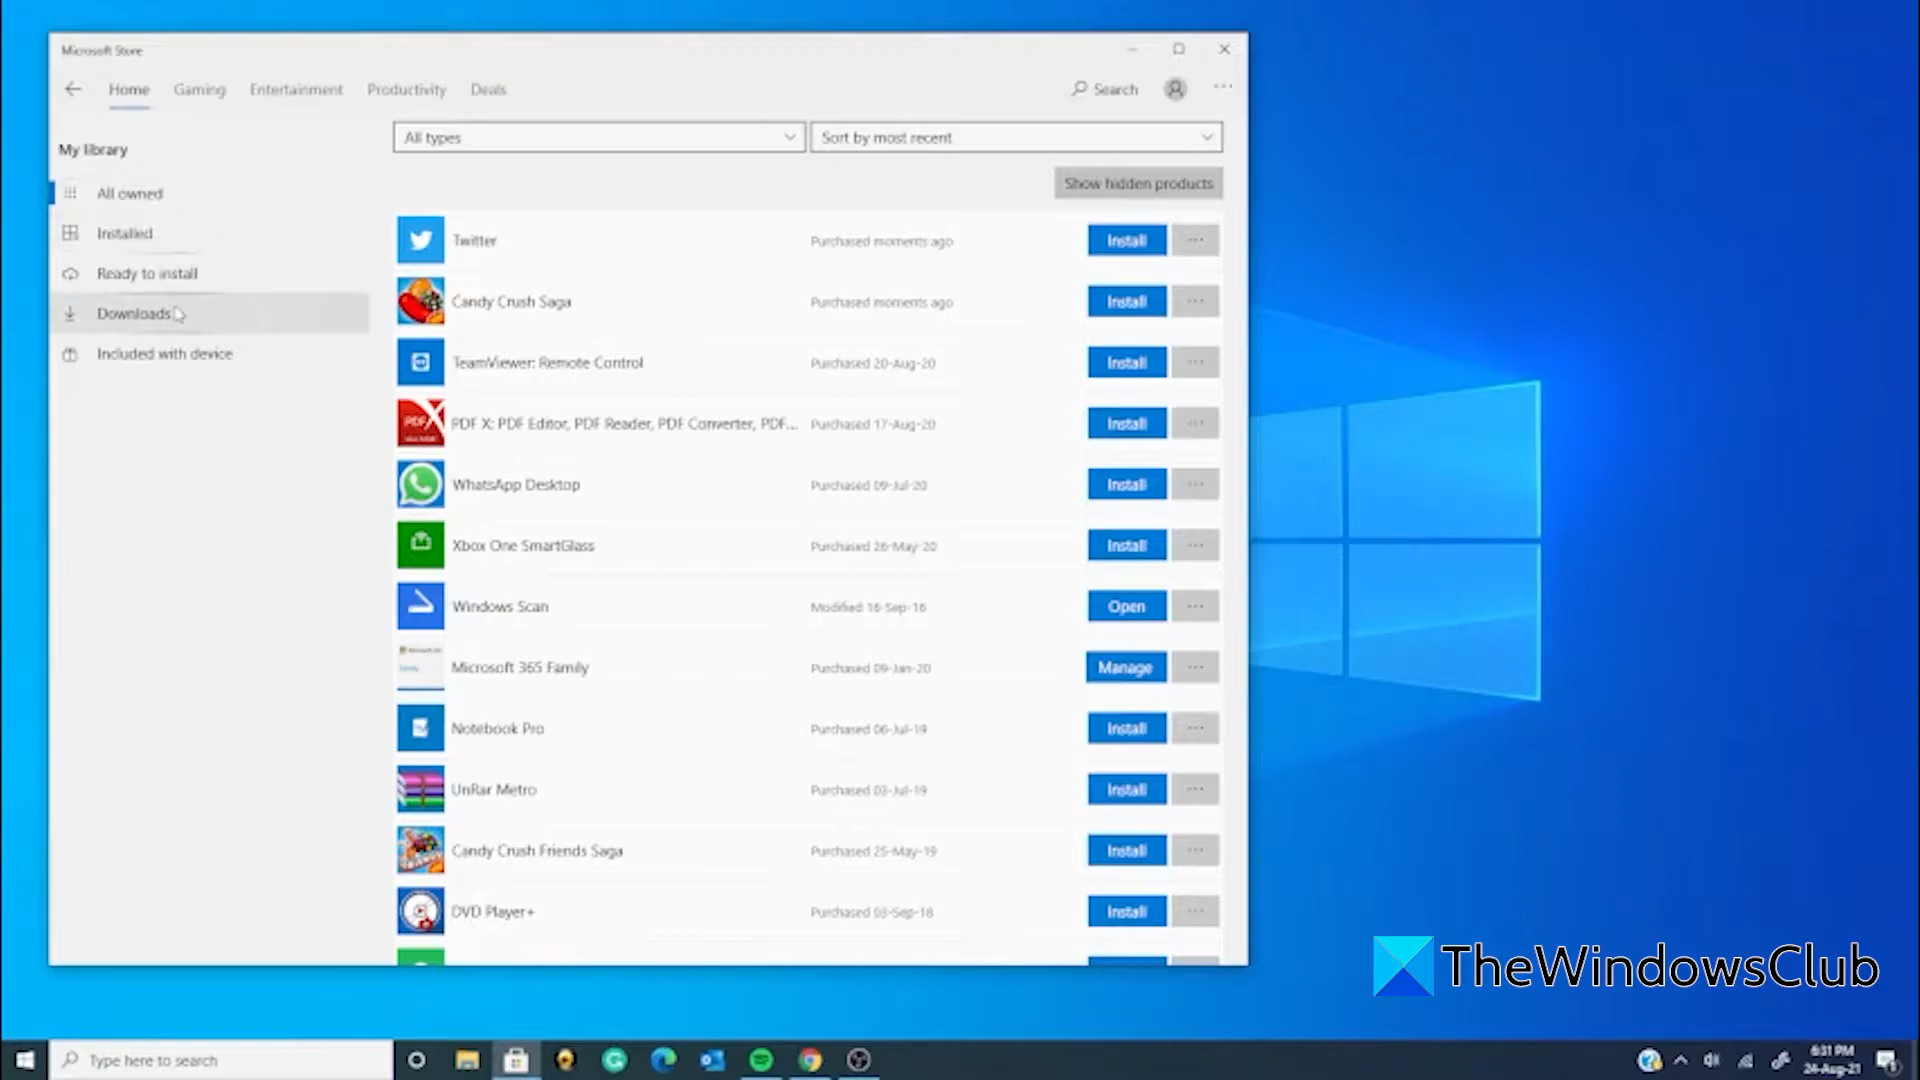 Microsoft Store
Home Gaming Entertainment Productivity Deals Search
My library
All types Sort by most recent
Show hidden products
All owned
Installed
Ready to install
Downloads
Included with device
Twitter Purchased moments ago Install
Candy Crush Saga Purchased moments ago Install
TeamViewer: Remote Control Purchased 20-Aug-20 Install
PDF X: PDF Editor, PDF Reader, PDF Converter, PDF... Purchased 17-Aug-20 Install
WhatsApp Desktop Purchased 09-Jul-20 Install
Xbox One SmartGlass Purchased 26-May-20 Install
Windows Scan Modified 16-Sep-16 Open
Microsoft 365 Family Purchased 09-Jan-20 Manage
Notebook Pro Purchased 06-Jul-19 Install
UnRar Metro Purchased 03-Jul-19 Install
Candy Crush Friends Saga Purchased 25-May-19 Install
DVD Player+ Purchased 03-Sep-18 Install
TheWindowsClub
Type here to search
6:31 PM
24-Aug-21